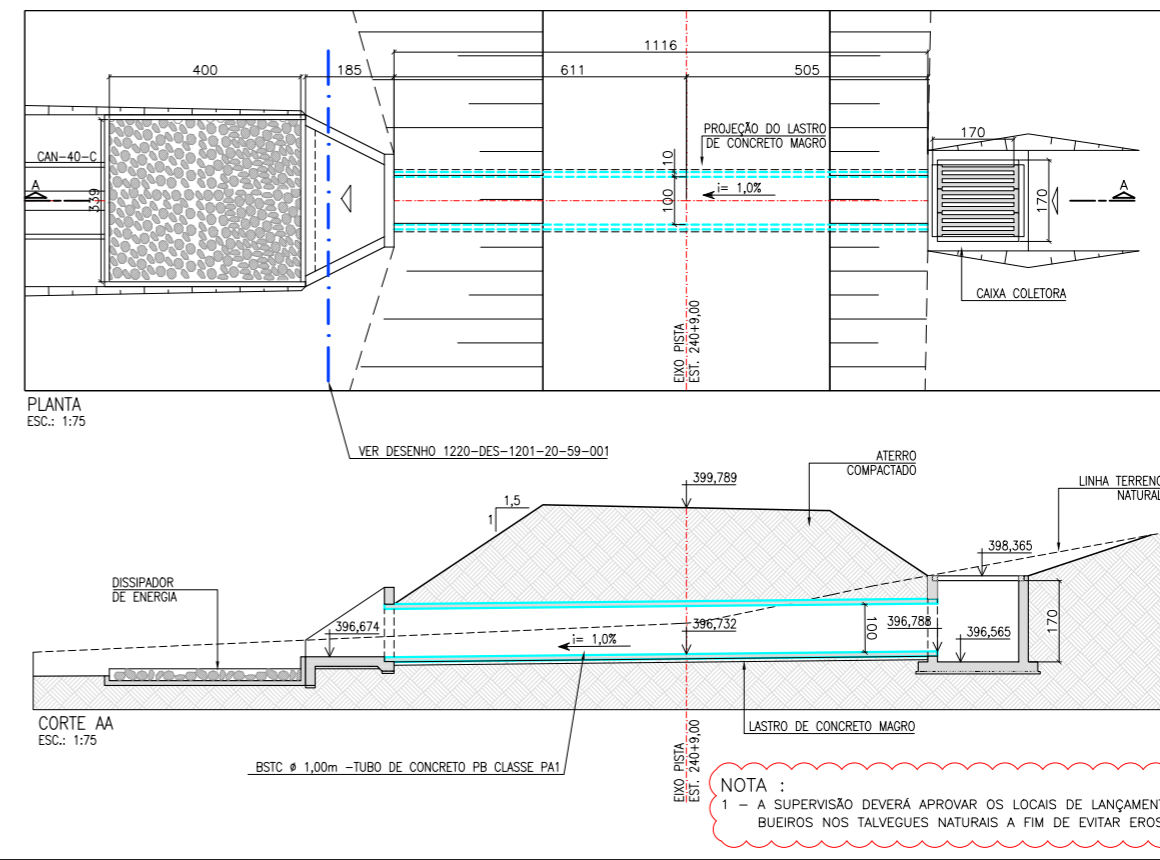 1116
400
185
611
505
PROJEÇÃO DO LASTRO
DE CONCRETO MAGRO
170
CAN-40-C
10
A
A
339
100
i= 1,0%
170
CAIXA COLETORA
EIXO PISTA
EST. 240+9,00
PLANTA
ESC.: 1:75
VER DESENHO 1220-DES-1201-20-59-001
ATERRO
COMPACTADO
399,789
LINHA TERRENO
NATURAL
1,5
1
398,365
DISSIPADOR
DE ENERGIA
396,674
i= 1,0%
396,732
100
396,788
396,565
170
CORTE AA
ESC.: 1:75
LASTRO DE CONCRETO MAGRO
BSTC ø 1,00m -TUBO DE CONCRETO PB CLASSE PA1
EIXO PISTA
EST. 240+9,00
NOTA :
1 - A SUPERVISÃO DEVERÁ APROVAR OS LOCAIS DE LANÇAMENT
BUEIROS NOS TALVEGUES NATURAIS A FIM DE EVITAR EROS